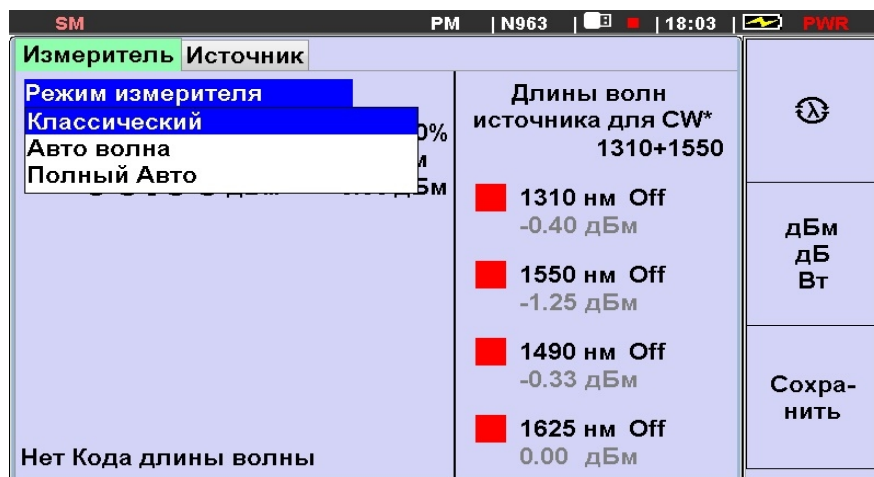 SM PM | N963 | | 18:03 | PWR
Измеритель Источник
Режим измерителя
Классический
Авто волна
Полный Авто
0%
дБм
Нет Кода длины волны
Длины волн
источника для CW*
1310+1550
1310 нм Off
-0.40 дБм
1550 нм Off
-1.25 дБм
1490 нм Off
-0.33 дБм
1625 нм Off
0.00 дБм
λ
дБм
дБ
Вт
Сохра-
нить